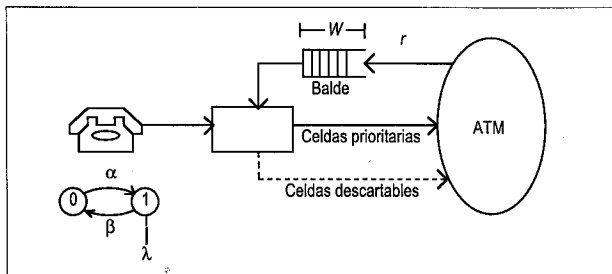 W
r
Balde
ATM
Celdas prioritarias
Celdas descartables
α
0 1
β
λ